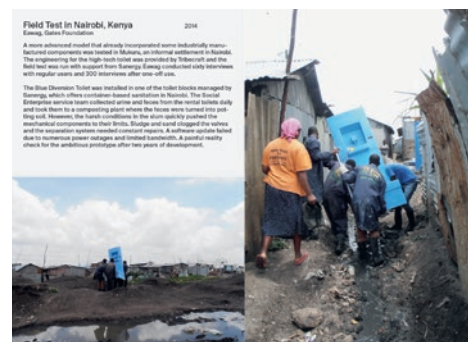 Field Test in Nairobi, Kenya 2014
Eawag, Gates Foundation
A more advanced model that already incorporated some industrially manu-
factured components was tested in Mukuru, an informal settlement in Nairobi.
The engineering for the high-tech toilet was provided by Tribecraft and the
field test was run with support from Sanergy. Eawag conducted sixty interviews
with regular users and 300 interviews after one-off use.
The Blue Diversion Toilet was installed in one of the toilet blocks managed by
Sanergy, which offers container-based sanitation in Nairobi. The Social
Enterprise service team collected urine and feces from the rental toilets daily
and took them to a composting plant where the feces were turned into pot-
ting soil. However, the harsh conditions in the slum quickly pushed the
mechanical components to their limits. Sludge and sand clogged the valves
and the separation system needed constant repairs. A software update failed
due to numerous power outages and limited bandwidth. A painful reality
check for the ambitious prototype after two years of development.